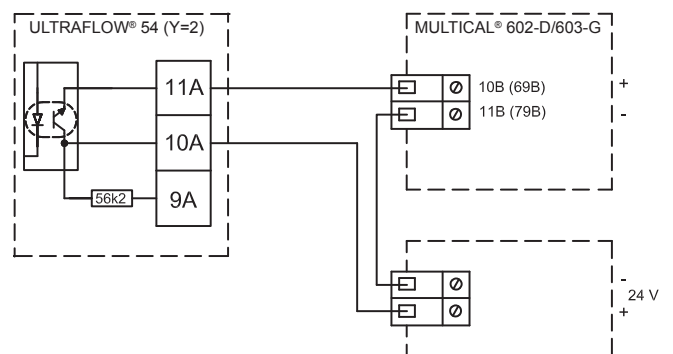 ULTRAFLOW® 54 (Y=2)
MULTICAL® 602-D/603-G
11A
10A
9A
56k2
10B (69B)
11B (79B)
+
-
-
+
24 V